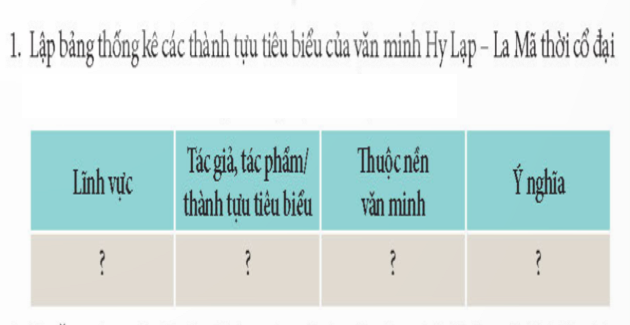 1. Lập bảng thống kê các thành tựu tiêu biểu của văn minh Hy Lạp – La Mã thời cổ đại
Lĩnh vực
Tác giả, tác phẩm/
thành tựu tiêu biểu
Thuộc nền
văn minh
Ý nghĩa
? ? ? ?